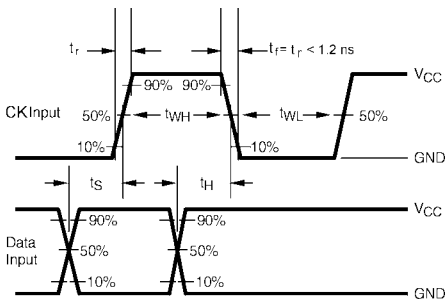 tr
tf = tr < 1.2 ns
90% 90%
VCC
CKInput
50%
tWH
tWL
50%
10%
10%
GND
tS
tH
VCC
90%
90%
Data
Input
50%
50%
10%
10%
GND